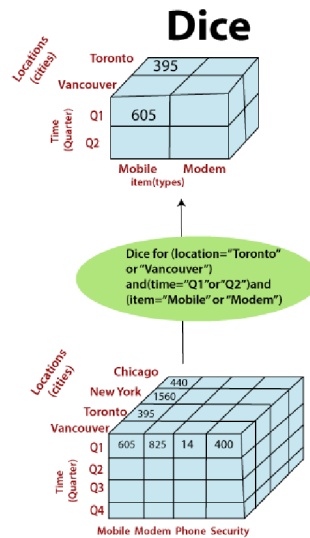 Dice
Locations
(cities)
Toronto
395
Vancouver
Time
(Quarter)
Q1
605
Q2
Mobile
Modem
item(types)
Dice for (location="Toronto"
or "Vancouver")
and(time="Q1"or"Q2")and
(item="Mobile"or "Modem")
Locations
(cities)
Chicago
440
New York
1560
Toronto
395
Vancouver
Time
(Quarter)
Q1
605
825
14
400
Q2
Q3
Q4
Mobile Modem Phone Security